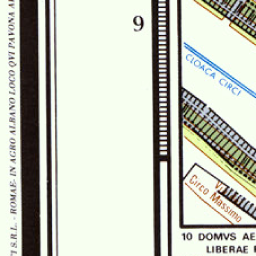 9
CLOACA CIRCI
Via
Circo Massimo
10 DOMVS AE
LIBERAE
S.R.L. - ROMAE. IN AGRO ALBANO LOCO QVI PAVONA